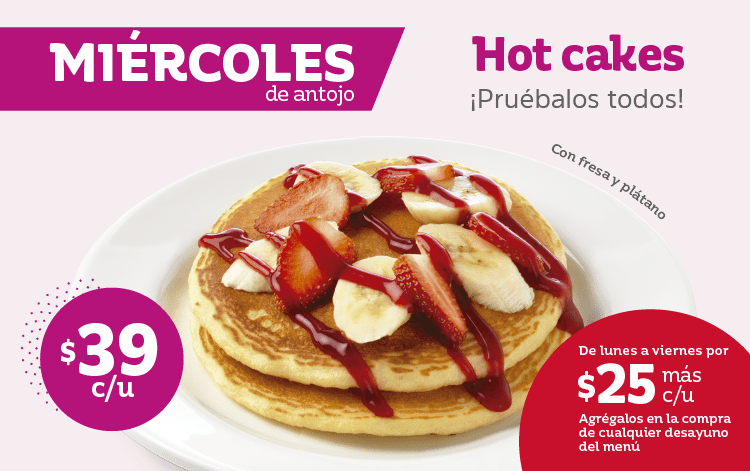 MIÉRCOLES
de antojo
Hot cakes
¡Pruébalos todos!
Con fresa y plátano
$39
c/u
De lunes a viernes por
$25 más
c/u
Agrégalos en la compra
de cualquier desayuno
del menú